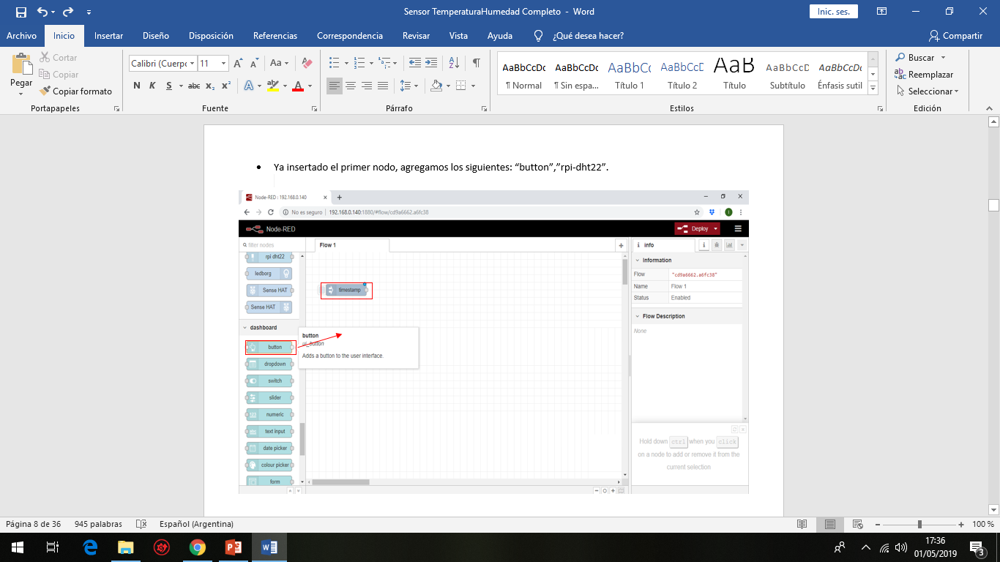 Sensor TemperaturaHumedad Completo - Word
Inic. ses.
Archivo Inicio Insertar Diseño Disposición Referencias Correspondencia Revisar Vista Ayuda ¿Qué desea hacer? Compartir
Pegar
Cortar
Copiar
Copiar formato
Portapapeles
Calibri (Cuerpo 11
Aa
N K S abc x₂ x²
Fuente
Párrafo
AaBbCcDc AaBbCcDc AaBbCc AaBbCcD AaB AaBbCcD AaBbCcDc
¶ Normal ¶ Sin espa... Título 1 Título 2 Título Subtítulo Énfasis sutil
Estilos
Buscar
Reemplazar
Seleccionar
Edición
• Ya insertado el primer nodo, agregamos los siguientes: “button”,”rpi-dht22”.
Node-RED : 192.168.0.140
No es seguro | 192.168.0.140:1880/#flow/cd9a6662.a6fc38
Node-RED
Deploy
filter nodes
rpi dht22
ledborg
Sense HAT
Sense HAT
dashboard
button
dropdown
switch
slider
numeric
text input
date picker
colour picker
form
Flow 1
timestamp
button
ui_button
Adds a button to the user interface.
info
Information
Flow "cd9a6662.a6fc38"
Name Flow 1
Status Enabled
Flow Description
None
Hold down ctrl when you click
on a node to add or remove it from the
current selection
Página 8 de 36 945 palabras Español (Argentina) 100 %
17:36
01/05/2019
3